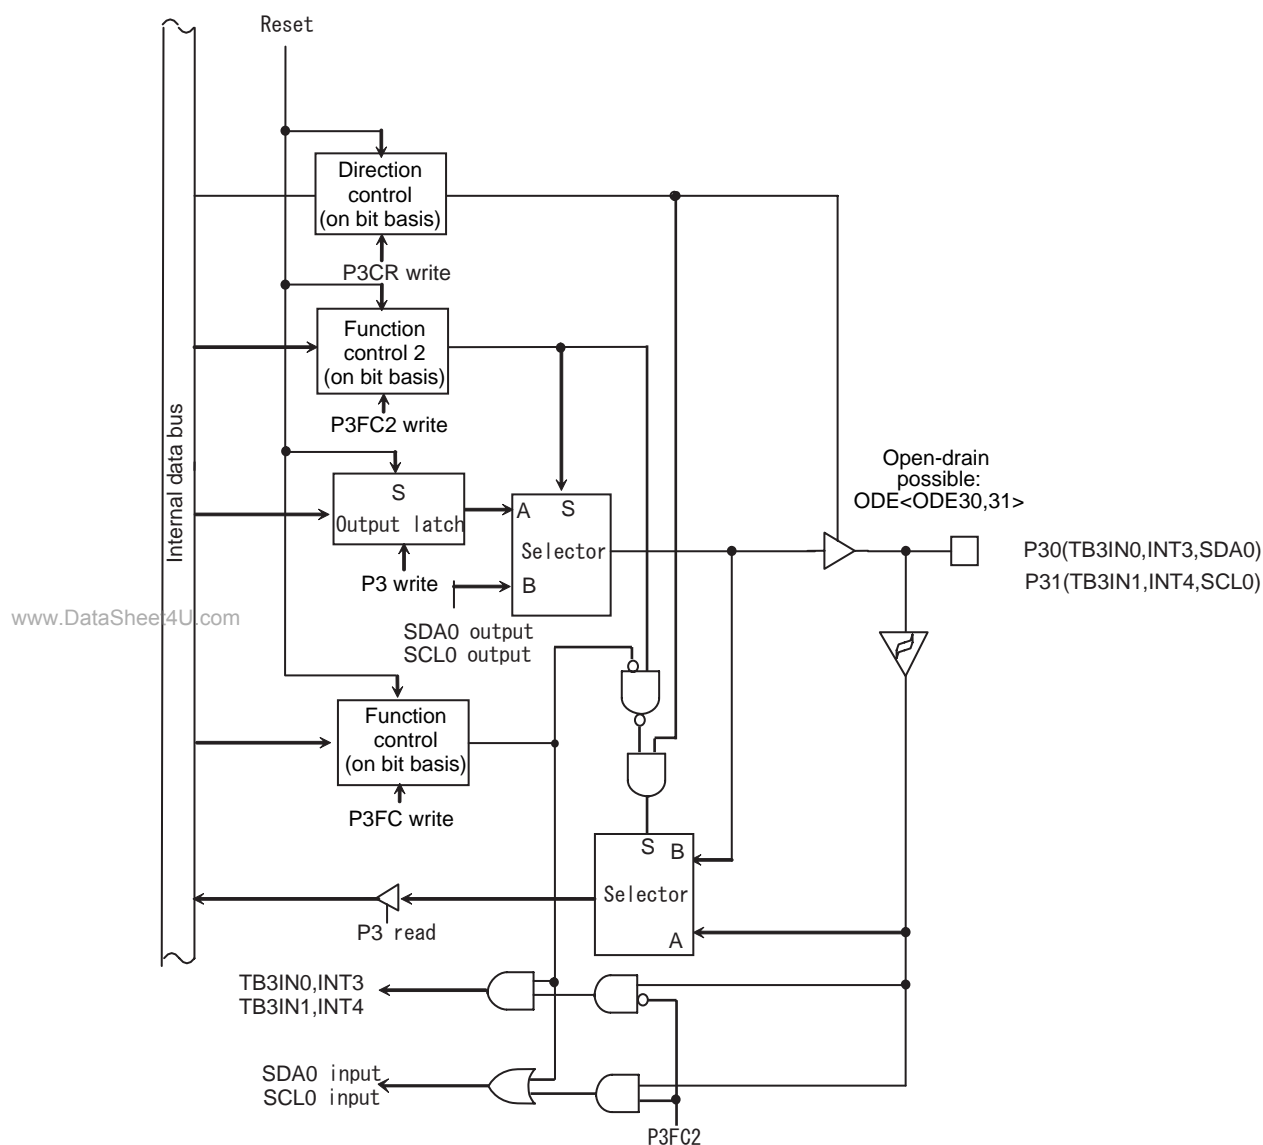 Reset
Direction
control
(on bit basis)
P3CR write
Function
control 2
(on bit basis)
P3FC2 write
Internal data bus
S
Output latch
P3 write
A
S
Selector
B
SDA0 output
SCL0 output
Open-drain
possible:
ODE<ODE30,31>
P30(TB3IN0,INT3,SDA0)
P31(TB3IN1,INT4,SCL0)
www.DataSheet4U.com
Function
control
(on bit basis)
P3FC write
S
B
Selector
A
P3 read
TB3IN0,INT3
TB3IN1,INT4
SDA0 input
SCL0 input
P3FC2